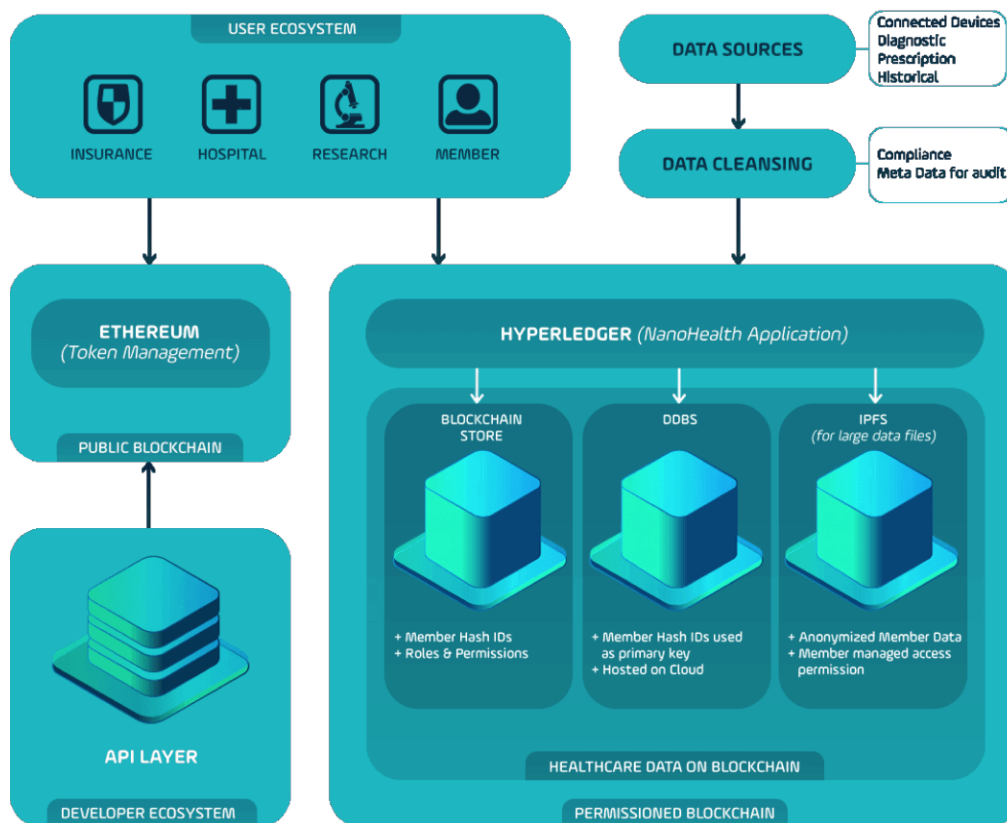 USER ECOSYSTEM
INSURANCE
HOSPITAL
RESEARCH
MEMBER
DATA SOURCES
Connected Devices
Diagnostic
Prescription
Historical
DATA CLEANSING
Compliance
Meta Data for audit
ETHEREUM
(Token Management)
PUBLIC BLOCKCHAIN
API LAYER
DEVELOPER ECOSYSTEM
HYPERLEDGER (NanoHealth Application)
BLOCKCHAIN
STORE
+ Member Hash IDs
+ Roles & Permissions
DDBS
+ Member Hash IDs used
as primary key
+ Hosted on Cloud
IPFS
(for large data files)
+ Anonymized Member Data
+ Member managed access
permission
HEALTHCARE DATA ON BLOCKCHAIN
PERMISSIONED BLOCKCHAIN